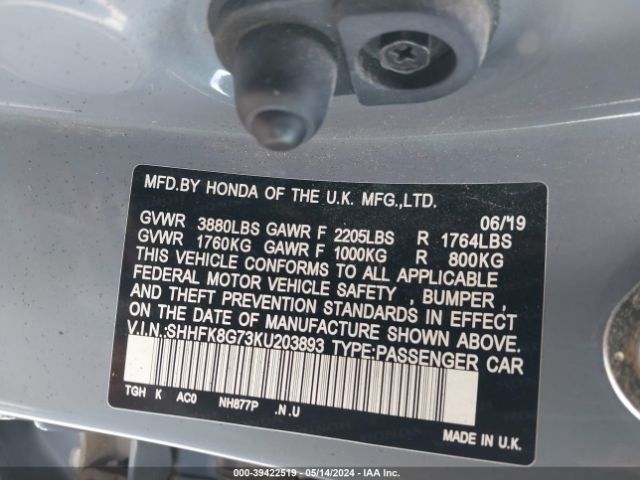 MFD.BY HONDA OF THE U.K. MFG.,LTD.
06/19
GVWR 3880LBS GAWR F 2205LBS R 1764LBS
GVWR 1760KG GAWR F 1000KG R 800KG
THIS VEHICLE CONFORMS TO ALL APPLICABLE
FEDERAL MOTOR VEHICLE SAFETY , BUMPER ,
AND THEFT PREVENTION STANDARDS IN EFFECT
ON THE DATE OF MANUFACTURE SHOWN ABOVE.
V.I.N.:SHHFK8G73KU203893 TYPE:PASSENGER CAR
TGH K AC0 NH877P .N.U
MADE IN U.K.
000-39422519 - 05/14/2024 - IAA Inc.